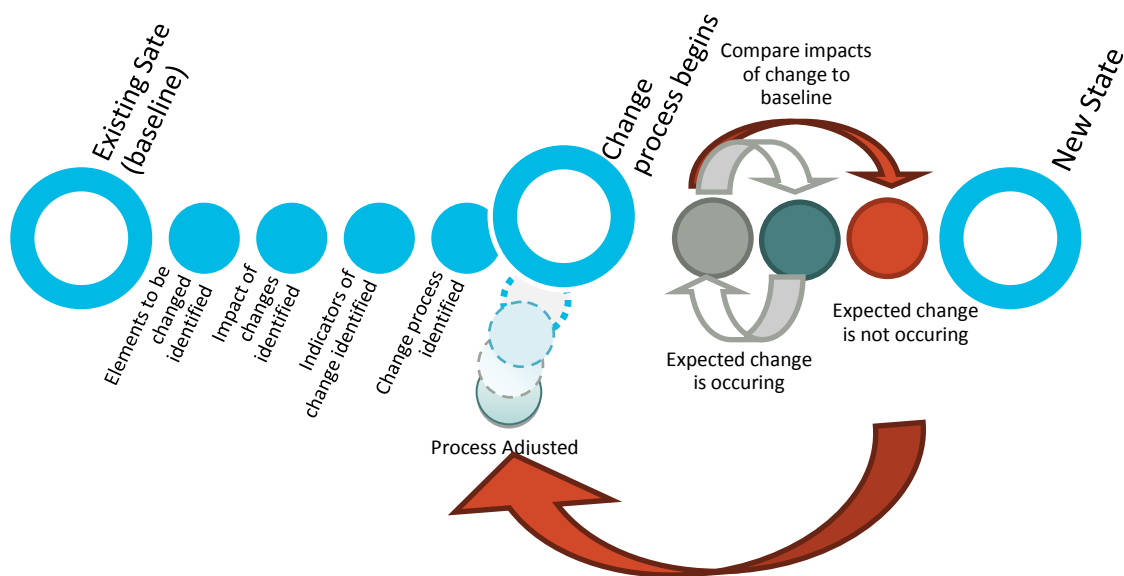 Existing Sate
(baseline)
Elements to be
changed
identified
Impact of
changes
identified
Indicators of
change identified
Change process
identified
Change
process begins
Process Adjusted
Compare impacts
of change to
baseline
Expected change
is occuring
Expected change
is not occuring
New State